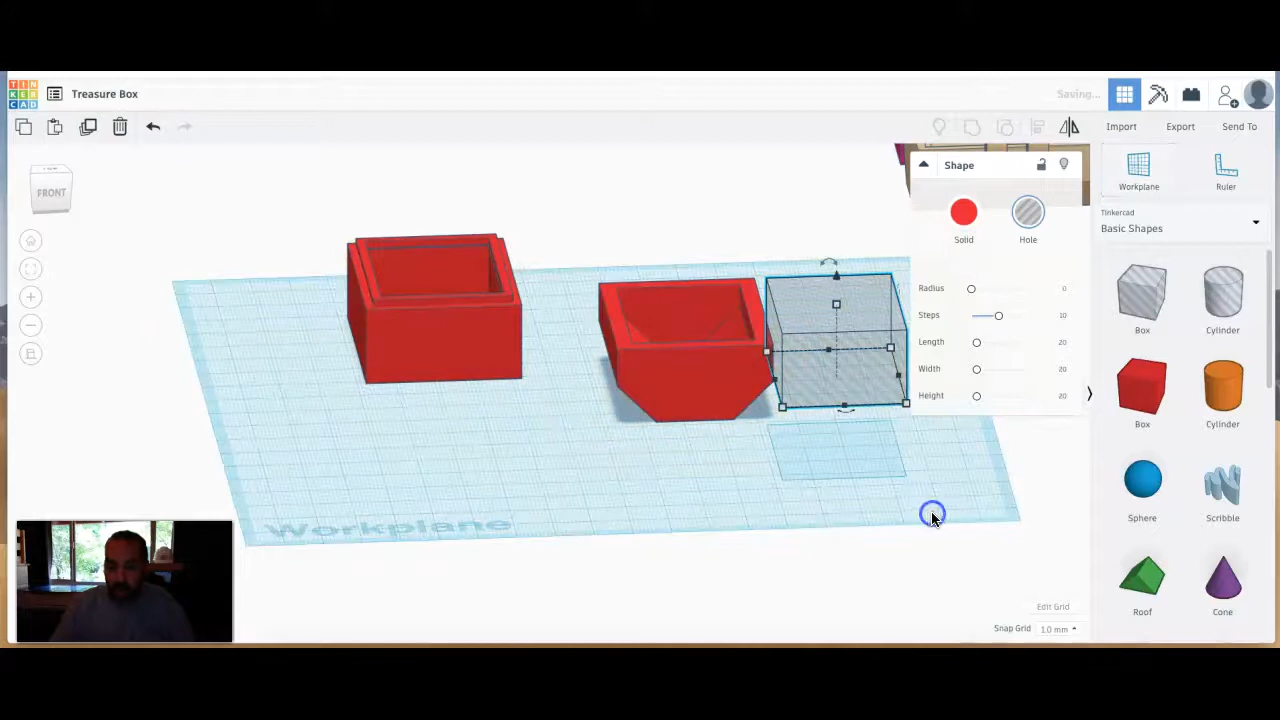 TIN
KER
CAD
Treasure Box
Saving...
Import
Export
Send To
FRONT
Shape
Solid
Hole
Radius 0
Steps 10
Length 20
Width 20
Height 20
Workplane
Ruler
Tinkercad
Basic Shapes
Box
Cylinder
Box
Cylinder
Sphere
Scribble
Roof
Cone
Workplane
Edit Grid
Snap Grid 1.0 mm